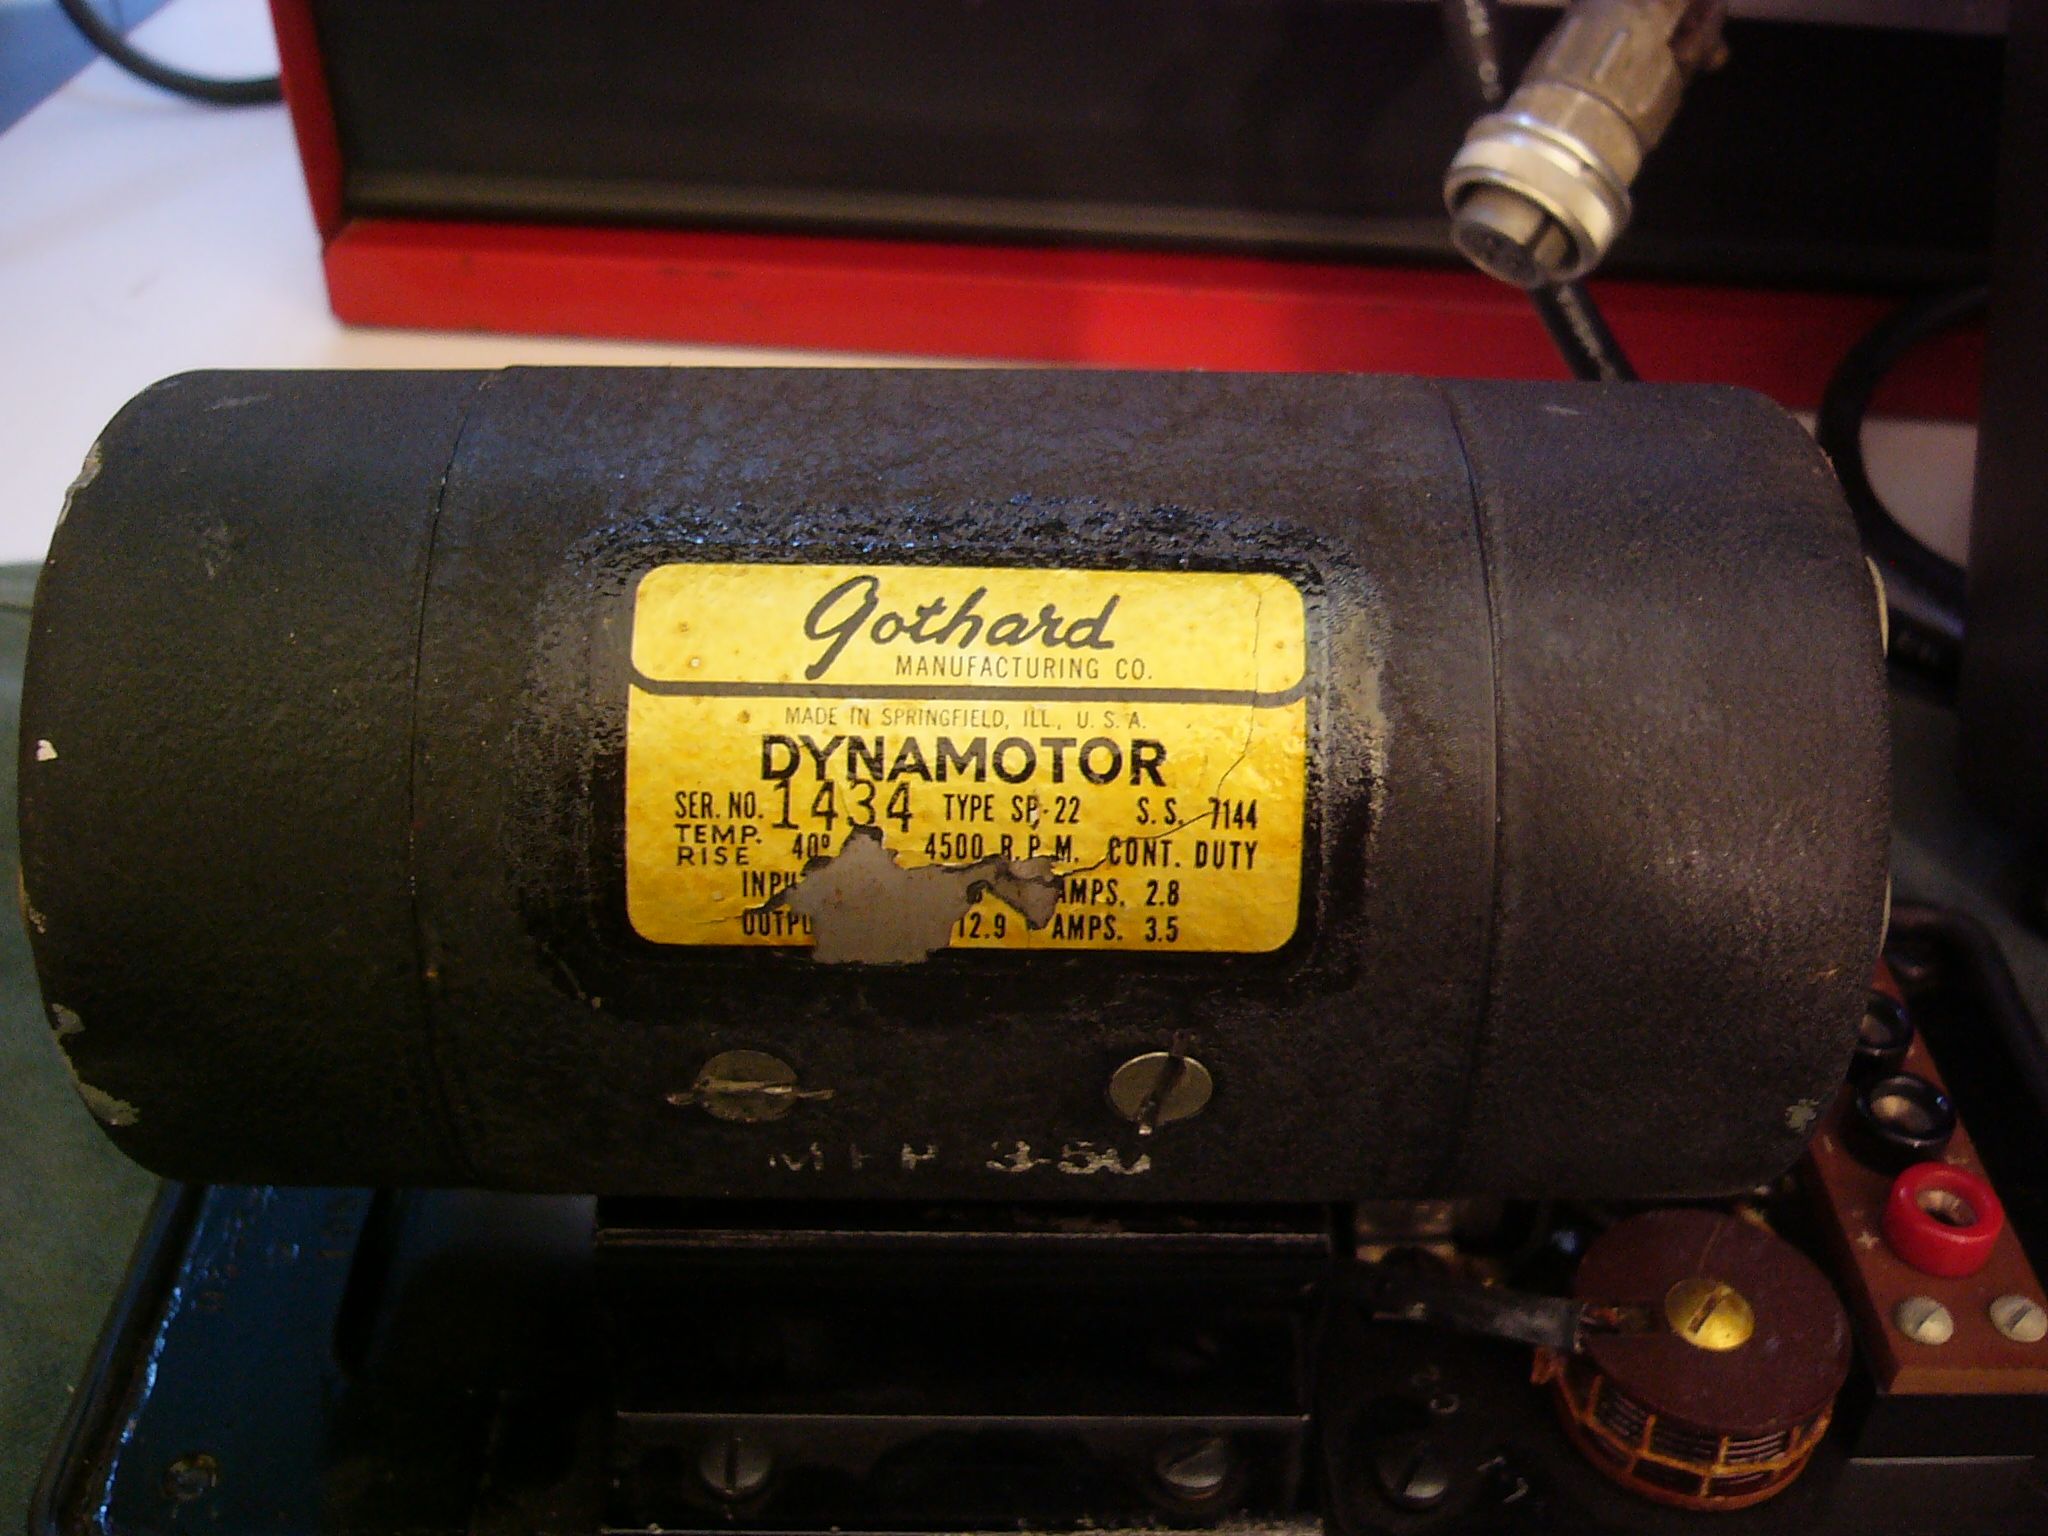 Gothard
MANUFACTURING CO.
MADE IN SPRINGFIELD, ILL., U. S. A.
DYNAMOTOR
SER. NO. 1434 TYPE SP-22 S. S. 7144
TEMP. RISE 40° 4500 R.P.M. CONT. DUTY
AMPS. 2.8
12.9 AMPS. 3.5